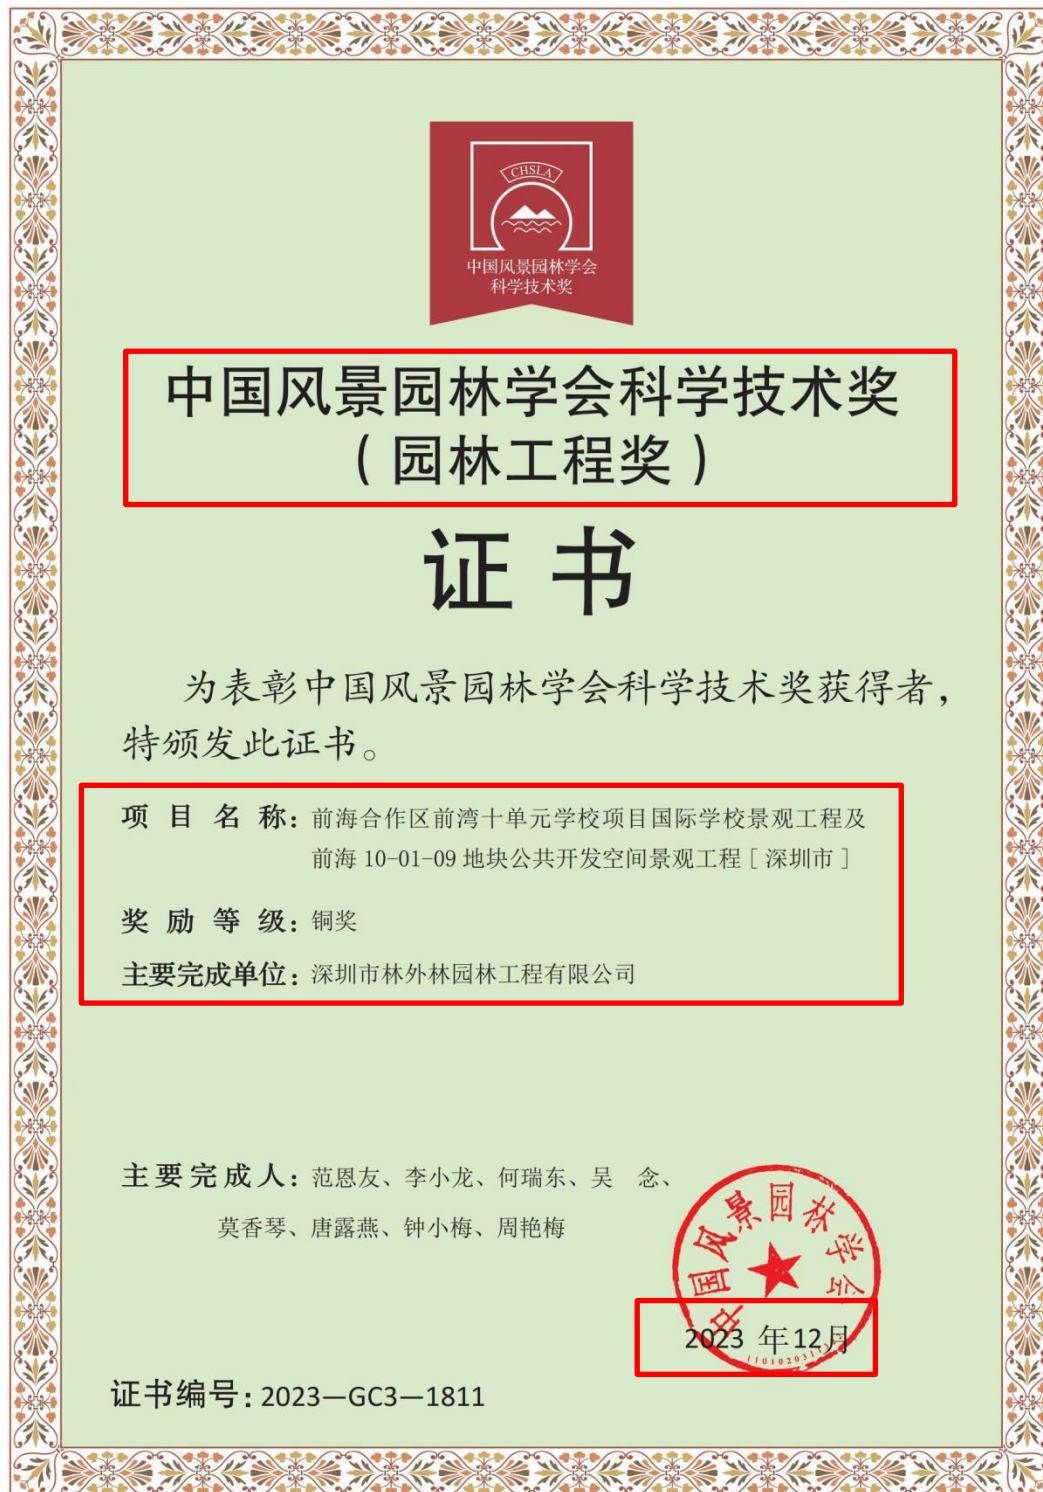 CHSLA
中国风景园林学会
科学技术奖
中国风景园林学会科学技术奖
（园林工程奖）
证书
为表彰中国风景园林学会科学技术奖获得者，
特颁发此证书。
项目名称：前海合作区前湾十单元学校项目国际学校景观工程及
前海 10-01-09 地块公共开发空间景观工程［深圳市］
奖励等级：铜奖
主要完成单位：深圳市林外林园林工程有限公司
主要完成人：范恩友、李小龙、何瑞东、吴　念、
莫香琴、唐露燕、钟小梅、周艳梅
中国风景园林学会
2023 年12月
证书编号：2023—GC3—1811